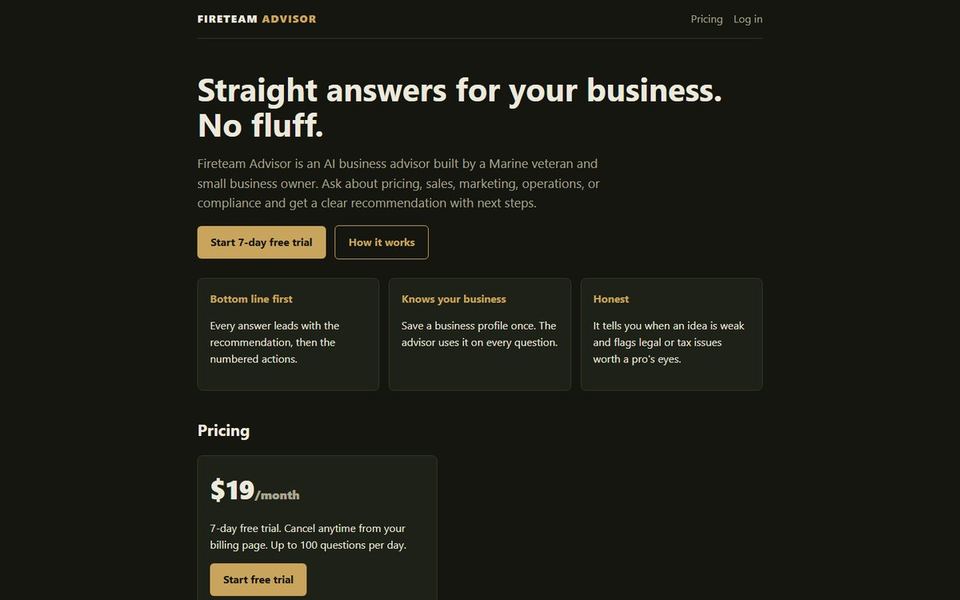 FIRETEAM ADVISOR
Pricing
Log in
Straight answers for your business.
No fluff.
Fireteam Advisor is an AI business advisor built by a Marine veteran and
small business owner. Ask about pricing, sales, marketing, operations, or
compliance and get a clear recommendation with next steps.
Start 7-day free trial
How it works
Bottom line first
Every answer leads with the
recommendation, then the
numbered actions.
Knows your business
Save a business profile once. The
advisor uses it on every question.
Honest
It tells you when an idea is weak
and flags legal or tax issues
worth a pro's eyes.
Pricing
$19/month
7-day free trial. Cancel anytime from your
billing page. Up to 100 questions per day.
Start free trial